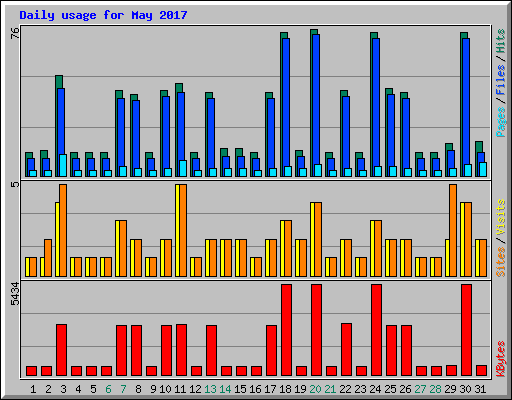 Daily usage for May 2017
76
Pages / Files / Hits
5
Sites / Visits
5434
KBytes
1 2 3 4 5 6 7 8 9 10 11 12 13 14 15 16 17 18 19 20 21 22 23 24 25 26 27 28 29 30 31